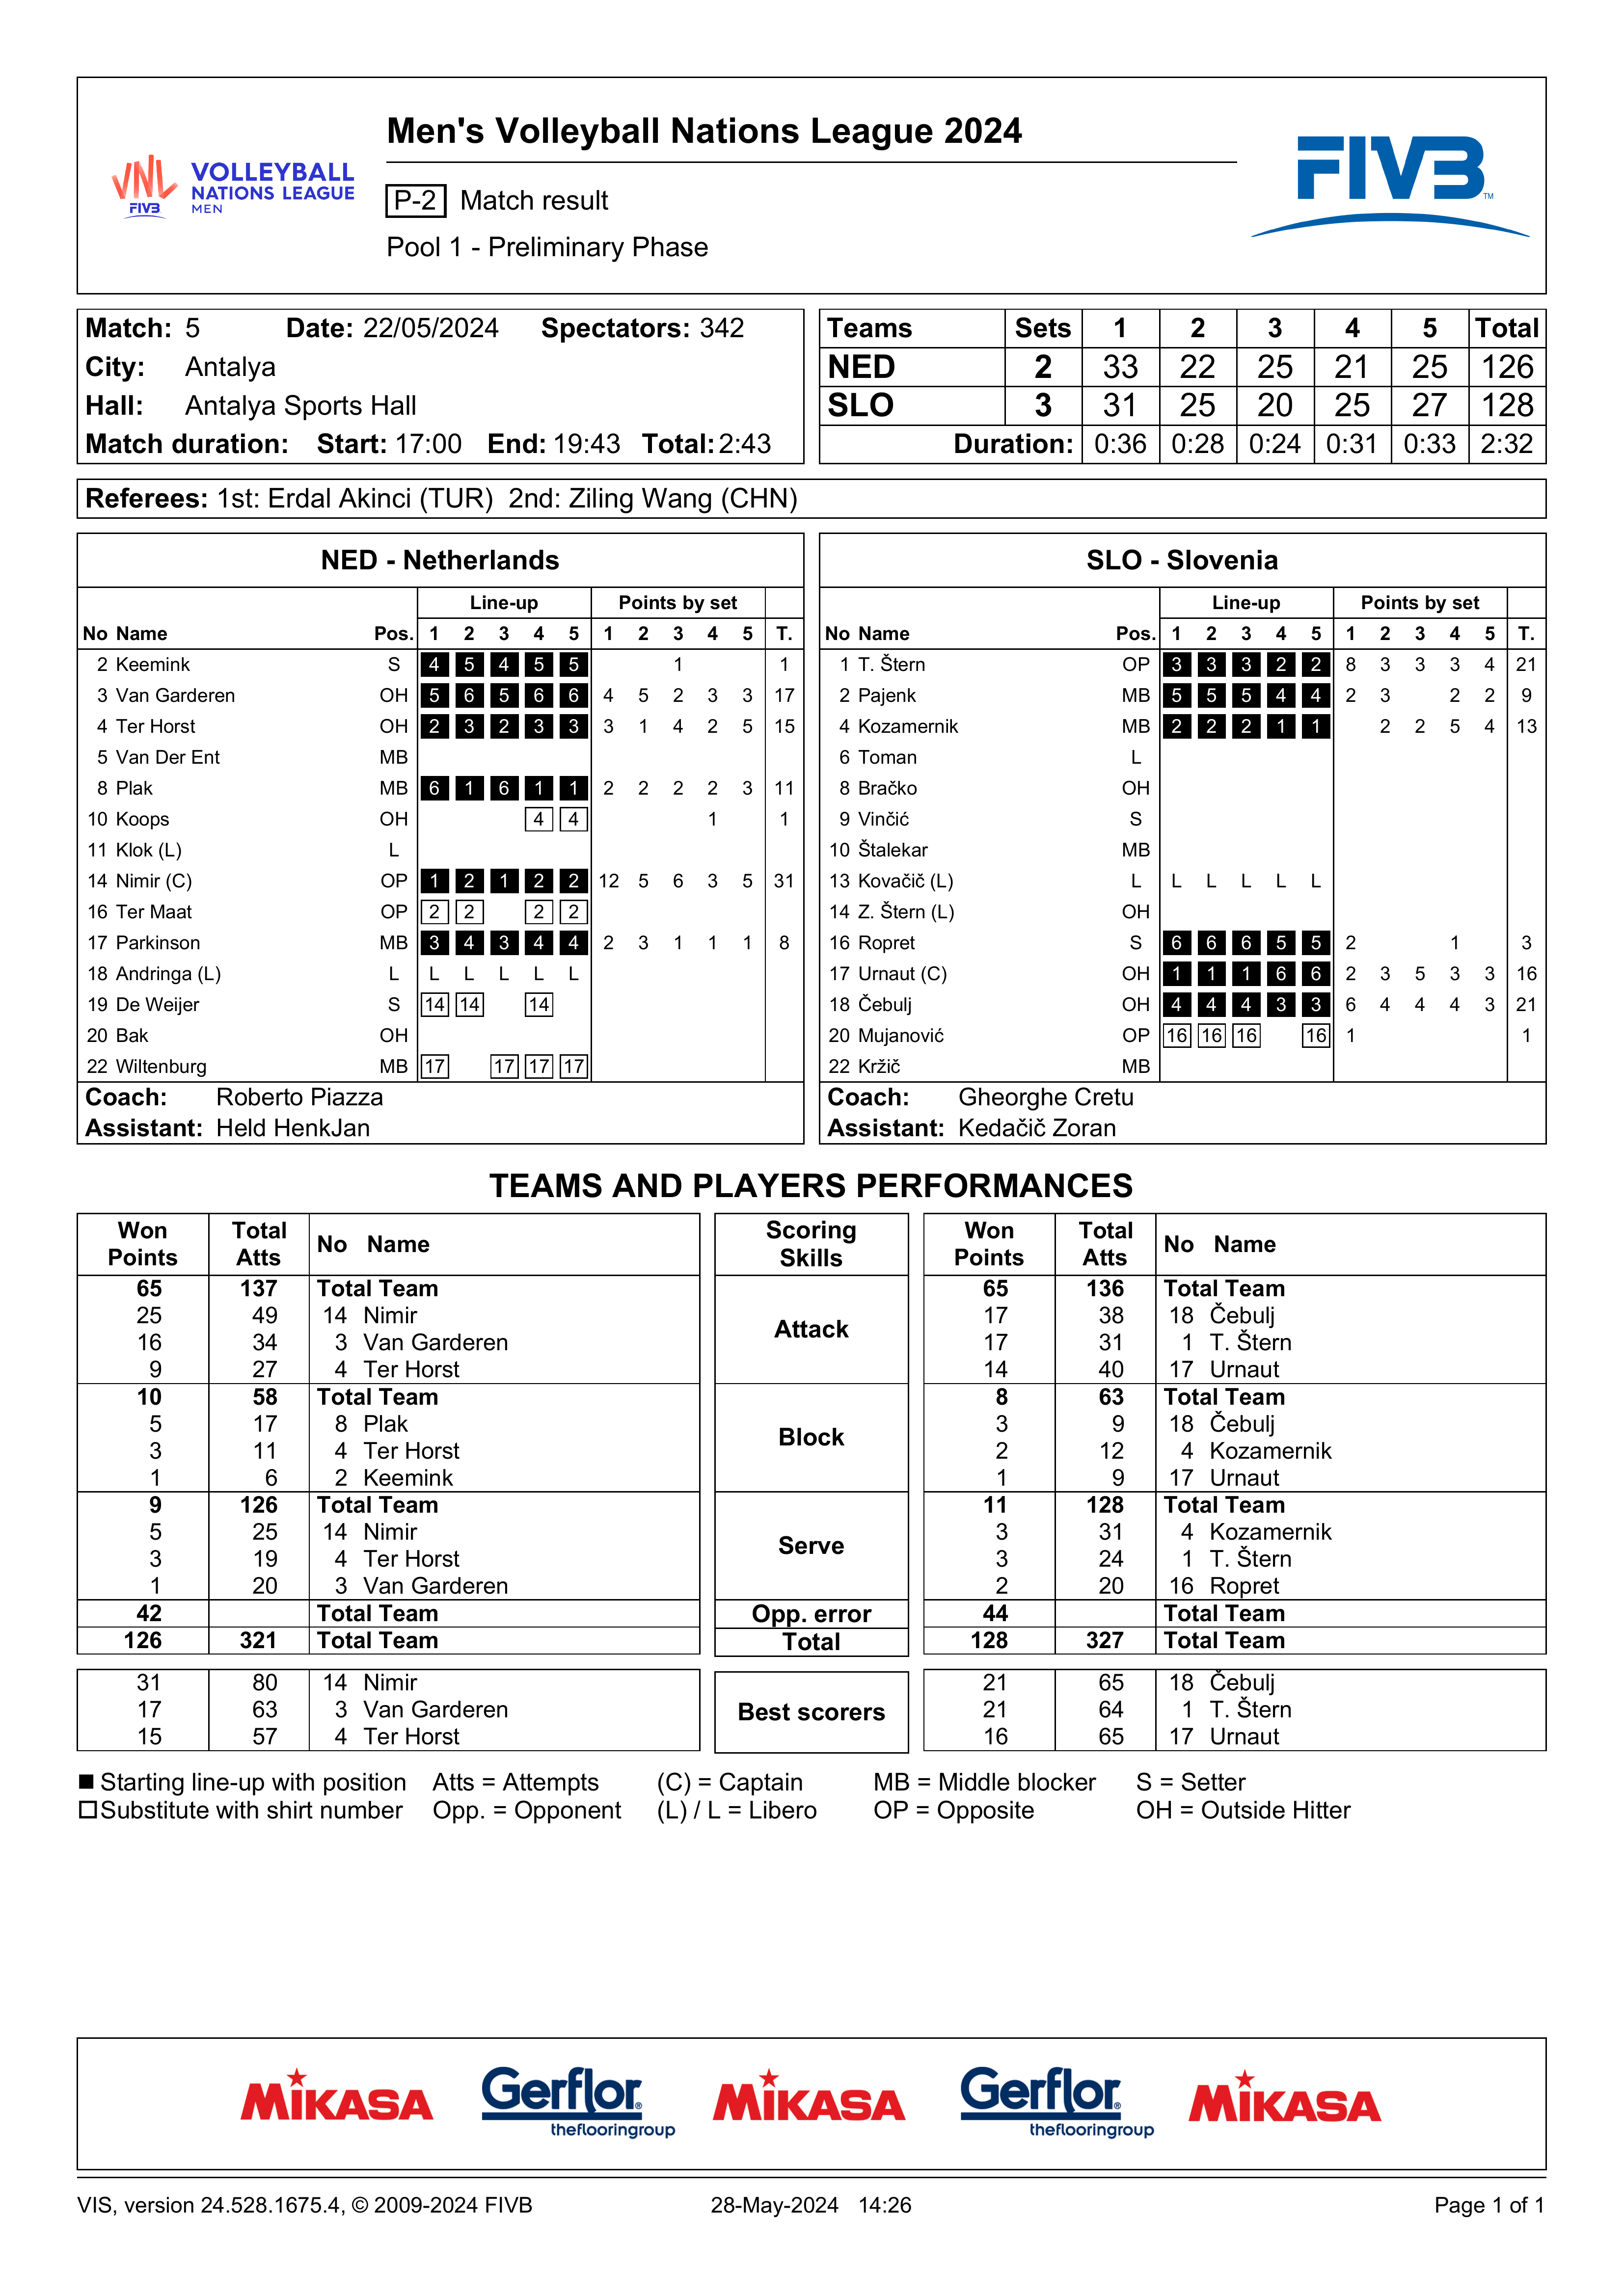 Men's Volleyball Nations League 2024
VNL FIVB VOLLEYBALL NATIONS LEAGUE MEN
P-2 Match result
Pool 1 - Preliminary Phase
FIVB TM
Match: 5 Date: 22/05/2024 Spectators: 342
City: Antalya
Hall: Antalya Sports Hall
Match duration: Start: 17:00 End: 19:43 Total: 2:43
Teams Sets 1 2 3 4 5 Total
NED 2 33 22 25 21 25 126
SLO 3 31 25 20 25 27 128
Duration: 0:36 0:28 0:24 0:31 0:33 2:32
Referees: 1st: Erdal Akinci (TUR) 2nd: Ziling Wang (CHN)
NED - Netherlands
Line-up Points by set
No Name Pos. 1 2 3 4 5 1 2 3 4 5 T.
2 Keemink S 4 5 4 5 5 1 1
3 Van Garderen OH 5 6 5 6 6 4 5 2 3 3 17
4 Ter Horst OH 2 3 2 3 3 3 1 4 2 5 15
5 Van Der Ent MB
8 Plak MB 6 1 6 1 1 2 2 2 2 3 11
10 Koops OH 4 4 1 1
11 Klok (L) L
14 Nimir (C) OP 1 2 1 2 2 12 5 6 3 5 31
16 Ter Maat OP 2 2 2 2
17 Parkinson MB 3 4 3 4 4 2 3 1 1 1 8
18 Andringa (L) L L L L L L
19 De Weijer S 14 14 14
20 Bak OH
22 Wiltenburg MB 17 17 17 17
Coach: Roberto Piazza
Assistant: Held HenkJan
SLO - Slovenia
Line-up Points by set
No Name Pos. 1 2 3 4 5 1 2 3 4 5 T.
1 T. Štern OP 3 3 3 2 2 8 3 3 3 4 21
2 Pajenk MB 5 5 5 4 4 2 3 2 2 9
4 Kozamernik MB 2 2 2 1 1 2 2 5 4 13
6 Toman L
8 Bračko OH
9 Vinčić S
10 Štalekar MB
13 Kovačič (L) L L L L L L
14 Z. Štern (L) OH
16 Ropret S 6 6 6 5 5 2 1 3
17 Urnaut (C) OH 1 1 1 6 6 2 3 5 3 3 16
18 Čebulj OH 4 4 4 3 3 6 4 4 4 3 21
20 Mujanović OP 16 16 16 16 1 1
22 Kržič MB
Coach: Gheorghe Cretu
Assistant: Kedačič Zoran
TEAMS AND PLAYERS PERFORMANCES
Won Points Total Atts No Name Scoring Skills Won Points Total Atts No Name
65 137 Total Team Attack 65 136 Total Team
25 49 14 Nimir 17 38 18 Čebulj
16 34 3 Van Garderen 17 31 1 T. Štern
9 27 4 Ter Horst 14 40 17 Urnaut
10 58 Total Team Block 8 63 Total Team
5 17 8 Plak 3 9 18 Čebulj
3 11 4 Ter Horst 2 12 4 Kozamernik
1 6 2 Keemink 1 9 17 Urnaut
9 126 Total Team Serve 11 128 Total Team
5 25 14 Nimir 3 31 4 Kozamernik
3 19 4 Ter Horst 3 24 1 T. Štern
1 20 3 Van Garderen 2 20 16 Ropret
42 Total Team Opp. error 44 Total Team
126 321 Total Team Total 128 327 Total Team
31 80 14 Nimir Best scorers 21 65 18 Čebulj
17 63 3 Van Garderen 21 64 1 T. Štern
15 57 4 Ter Horst 16 65 17 Urnaut
Starting line-up with position Atts = Attempts (C) = Captain MB = Middle blocker S = Setter
Substitute with shirt number Opp. = Opponent (L) / L = Libero OP = Opposite OH = Outside Hitter
MIKASA Gerflor® theflooringgroup MIKASA Gerflor® theflooringgroup MIKASA
VIS, version 24.528.1675.4, © 2009-2024 FIVB 28-May-2024 14:26 Page 1 of 1